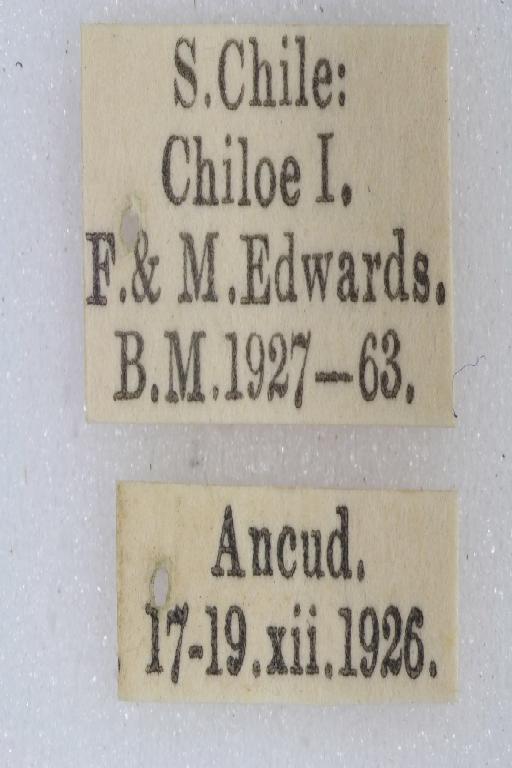 S.Chile:
Chiloe I.
F.& M.Edwards.
B.M.1927—63.
Ancud.
17-19.xii.1926.